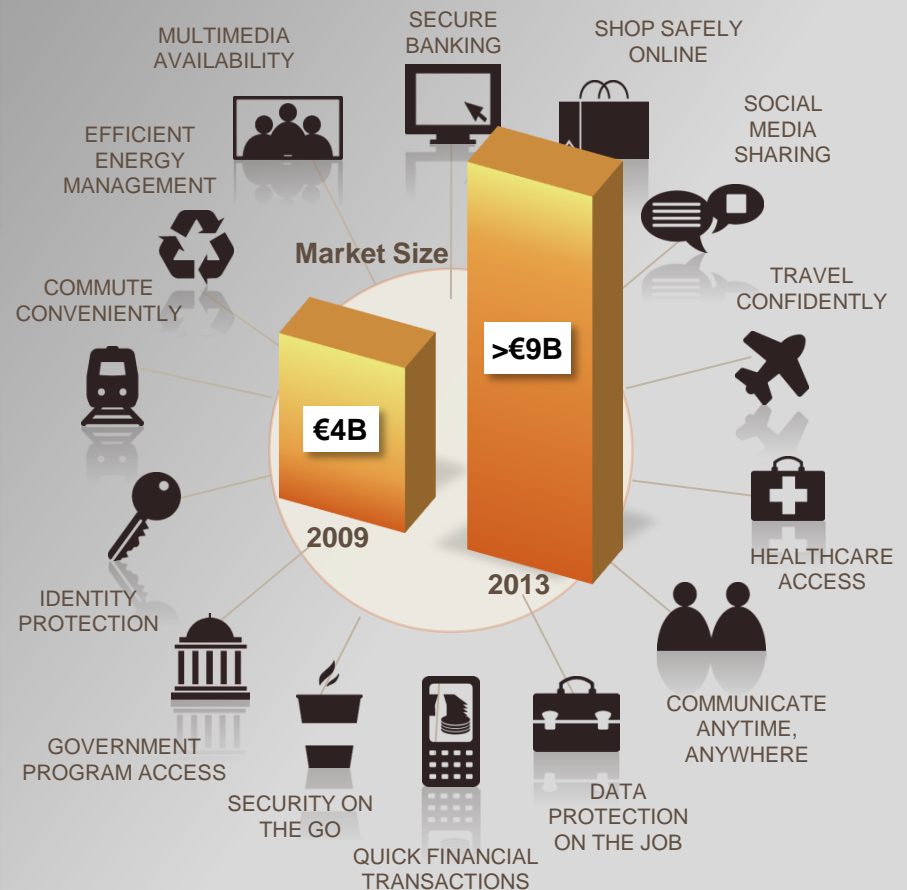 SECURE
BANKING
SHOP SAFELY
ONLINE
MULTIMEDIA
AVAILABILITY
SOCIAL
MEDIA
SHARING
EFFICIENT
ENERGY
MANAGEMENT
Market Size
TRAVEL
CONFIDENTLY
COMMUTE
CONVENIENTLY
>€9B
€4B
2009
2013
HEALTHCARE
ACCESS
IDENTITY
PROTECTION
COMMUNICATE
ANYTIME,
ANYWHERE
GOVERNMENT
PROGRAM ACCESS
SECURITY ON
THE GO
DATA
PROTECTION
ON THE JOB
QUICK FINANCIAL
TRANSACTIONS